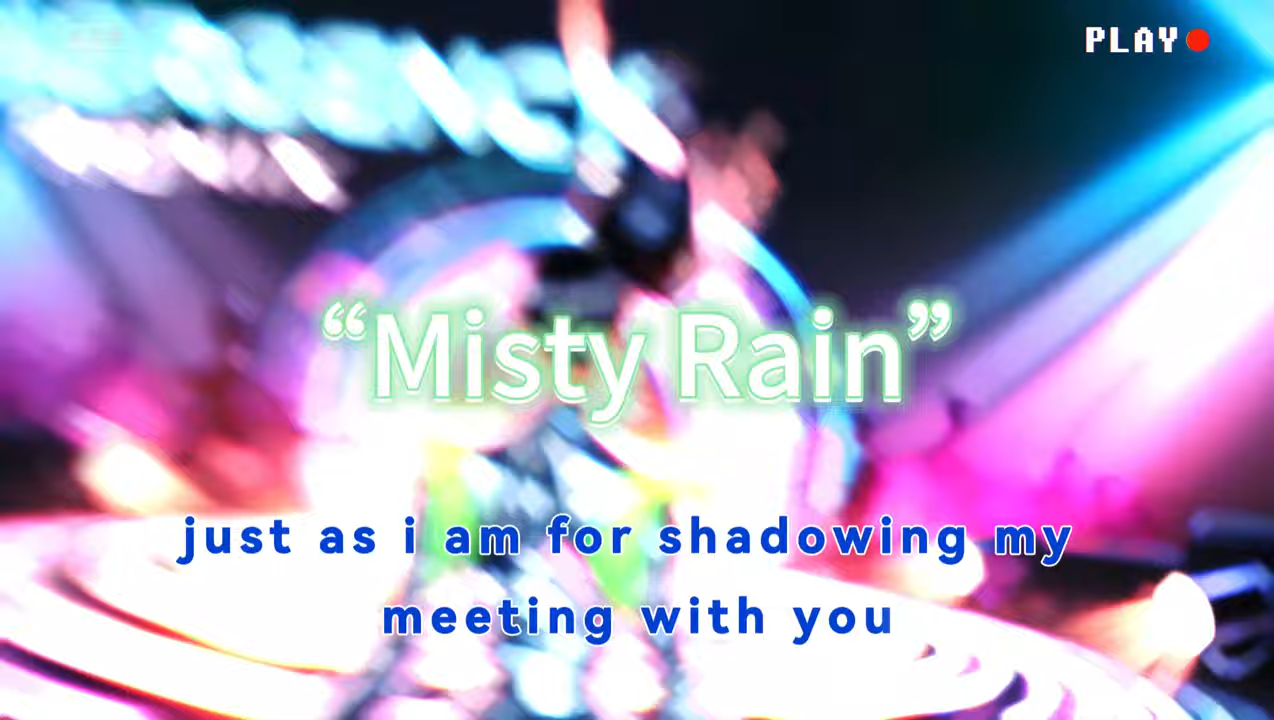 PLAY
“Misty Rain”
just as i am for shadowing my
meeting with you